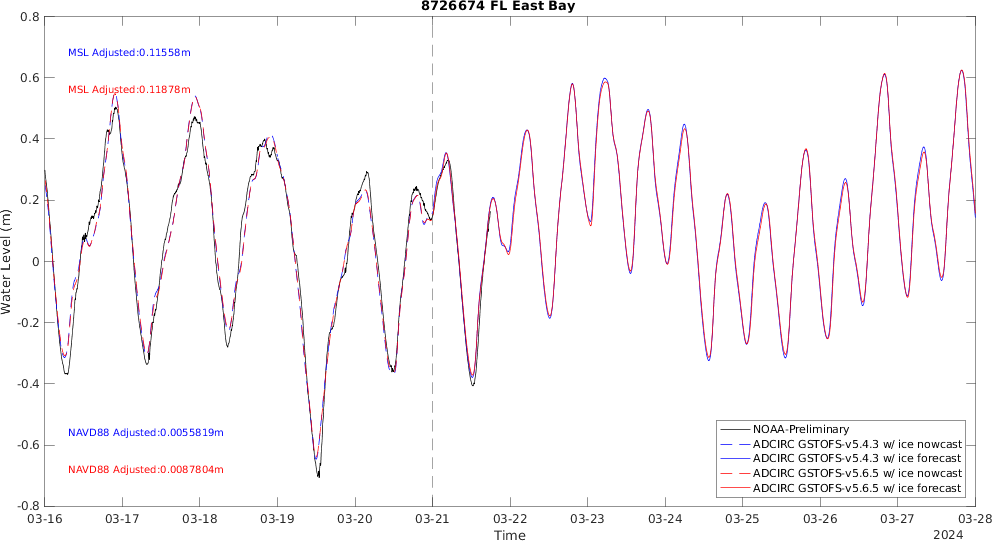 8726674 FL East Bay
0.8
0.6
0.4
0.2
0
-0.2
-0.4
-0.6
-0.8
Water Level (m)
MSL Adjusted:0.11558m
MSL Adjusted:0.11878m
NAVD88 Adjusted:0.0055819m
NAVD88 Adjusted:0.0087804m
NOAA-Preliminary
ADCIRC GSTOFS-v5.4.3 w/ ice nowcast
ADCIRC GSTOFS-v5.4.3 w/ ice forecast
ADCIRC GSTOFS-v5.6.5 w/ ice nowcast
ADCIRC GSTOFS-v5.6.5 w/ ice forecast
03-16 03-17 03-18 03-19 03-20 03-21 03-22 03-23 03-24 03-25 03-26 03-27 03-28
Time
2024